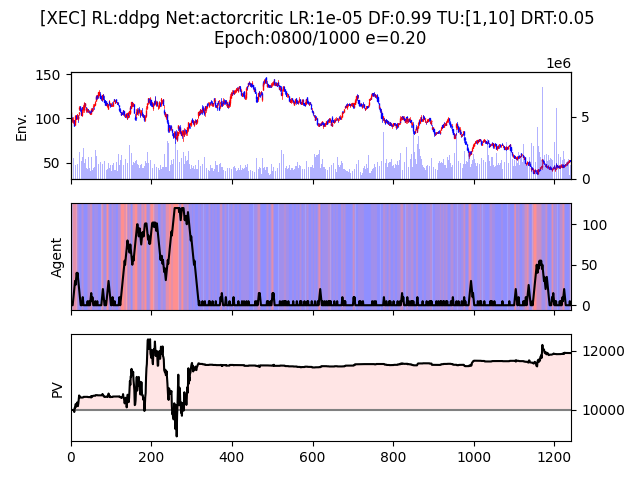 [XEC] RL:ddpg Net:actorcritic LR:1e-05 DF:0.99 TU:[1,10] DRT:0.05
Epoch:0800/1000 e=0.20
1e6
150
100
50
Env.
5
0
Agent
100
50
0
PV
12000
10000
0
200
400
600
800
1000
1200